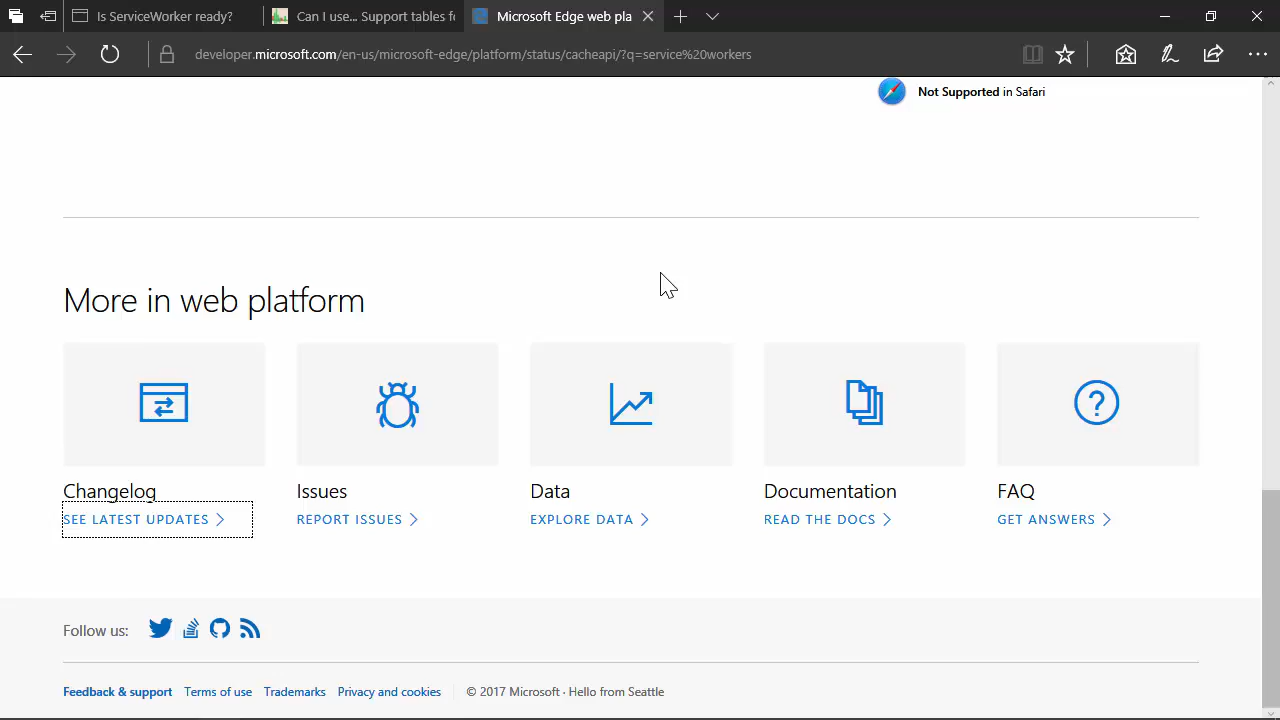 Is ServiceWorker ready?
Can I use... Support tables fo
Microsoft Edge web pla
developer.microsoft.com/en-us/microsoft-edge/platform/status/cacheapi/?q=service%20workers
Not Supported in Safari
More in web platform
Changelog
SEE LATEST UPDATES
Issues
REPORT ISSUES
Data
EXPLORE DATA
Documentation
READ THE DOCS
FAQ
GET ANSWERS
Follow us:
Feedback & support Terms of use Trademarks Privacy and cookies © 2017 Microsoft · Hello from Seattle